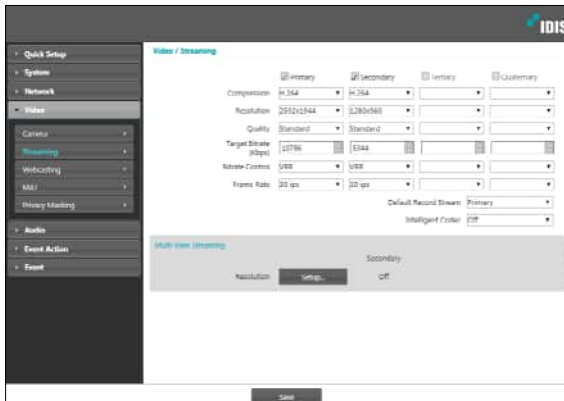 IDIS
Quick Setup
System
Network
Video
Camera
Streaming
Webcasting
MAT
Privacy Masking
Audio
Event Action
Event
Video / Streaming
Primary Secondary Tertiary Quaternary
Compression H.264 H.264
Resolution 2592x1944 1280x960
Quality Standard Standard
Target Bitrate
(Kbps) 10796 5344
Bitrate Control VBR VBR
Frame Rate 20 ips 20 ips
Default Record Stream Primary
Intelligent Codec Off
Multi-View Streaming
Secondary
Resolution Setup... Off
Save